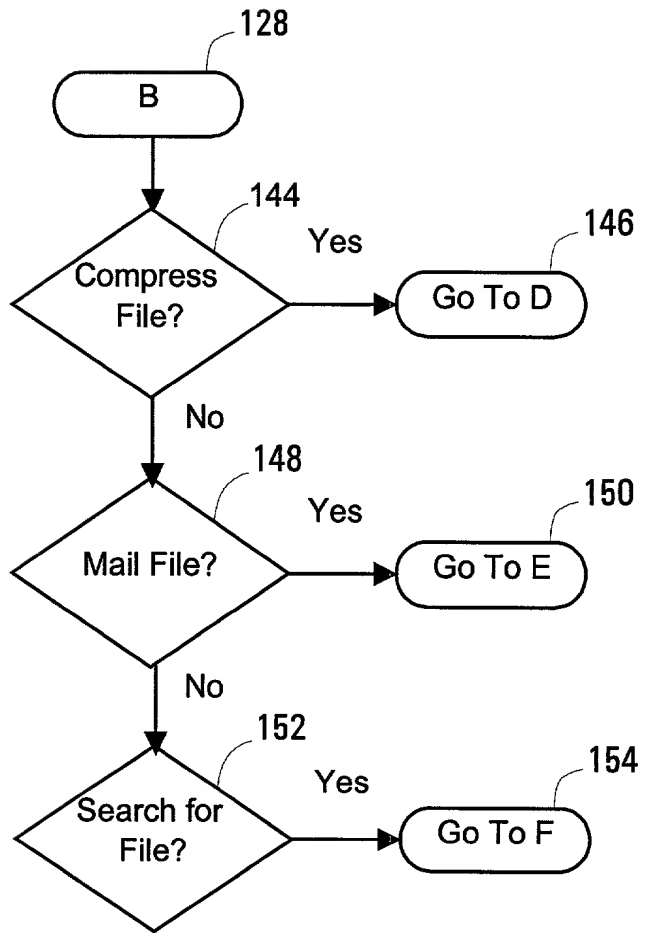 128
B
144
Yes
146
Compress
File?
Go To D
No
148
Yes
150
Mail File?
Go To E
No
152
Yes
154
Search for
File?
Go To F